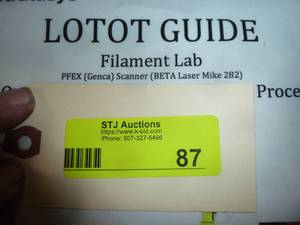 LOTOT GUIDE
Filament Lab
PFEX (Genca) Scanner (BETA Laser Mike 282)
STJ Auctions
https://www.k-bid.com
Phone: 507-327-6496
87